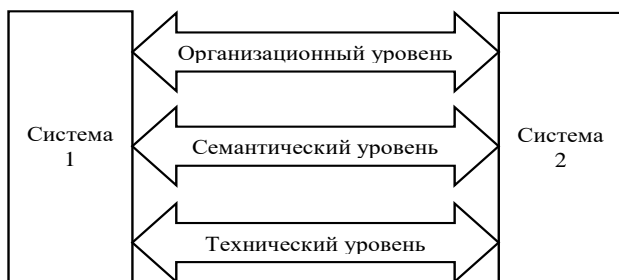 Организационный уровень
Система
1
Семантический уровень
Система
2
Технический уровень